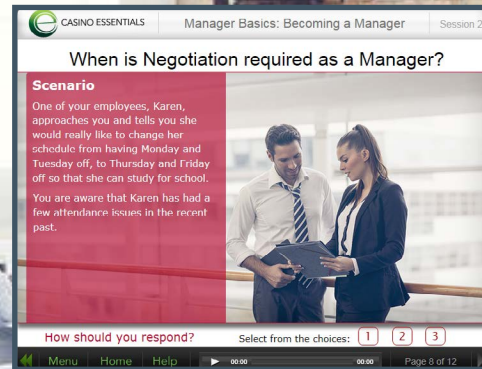 CASINO ESSENTIALS
Manager Basics: Becoming a Manager
Session 2
When is Negotiation required as a Manager?
Scenario
One of your employees, Karen,
approaches you and tells you she
would really like to change her
schedule from having Monday and
Tuesday off, to Thursday and Friday
off so that she can study for school.
You are aware that Karen has had a
few attendance issues in the recent
past.
How should you respond?
Select from the choices: 1 2 3
Menu Home Help 00:00 00:00 Page 8 of 12